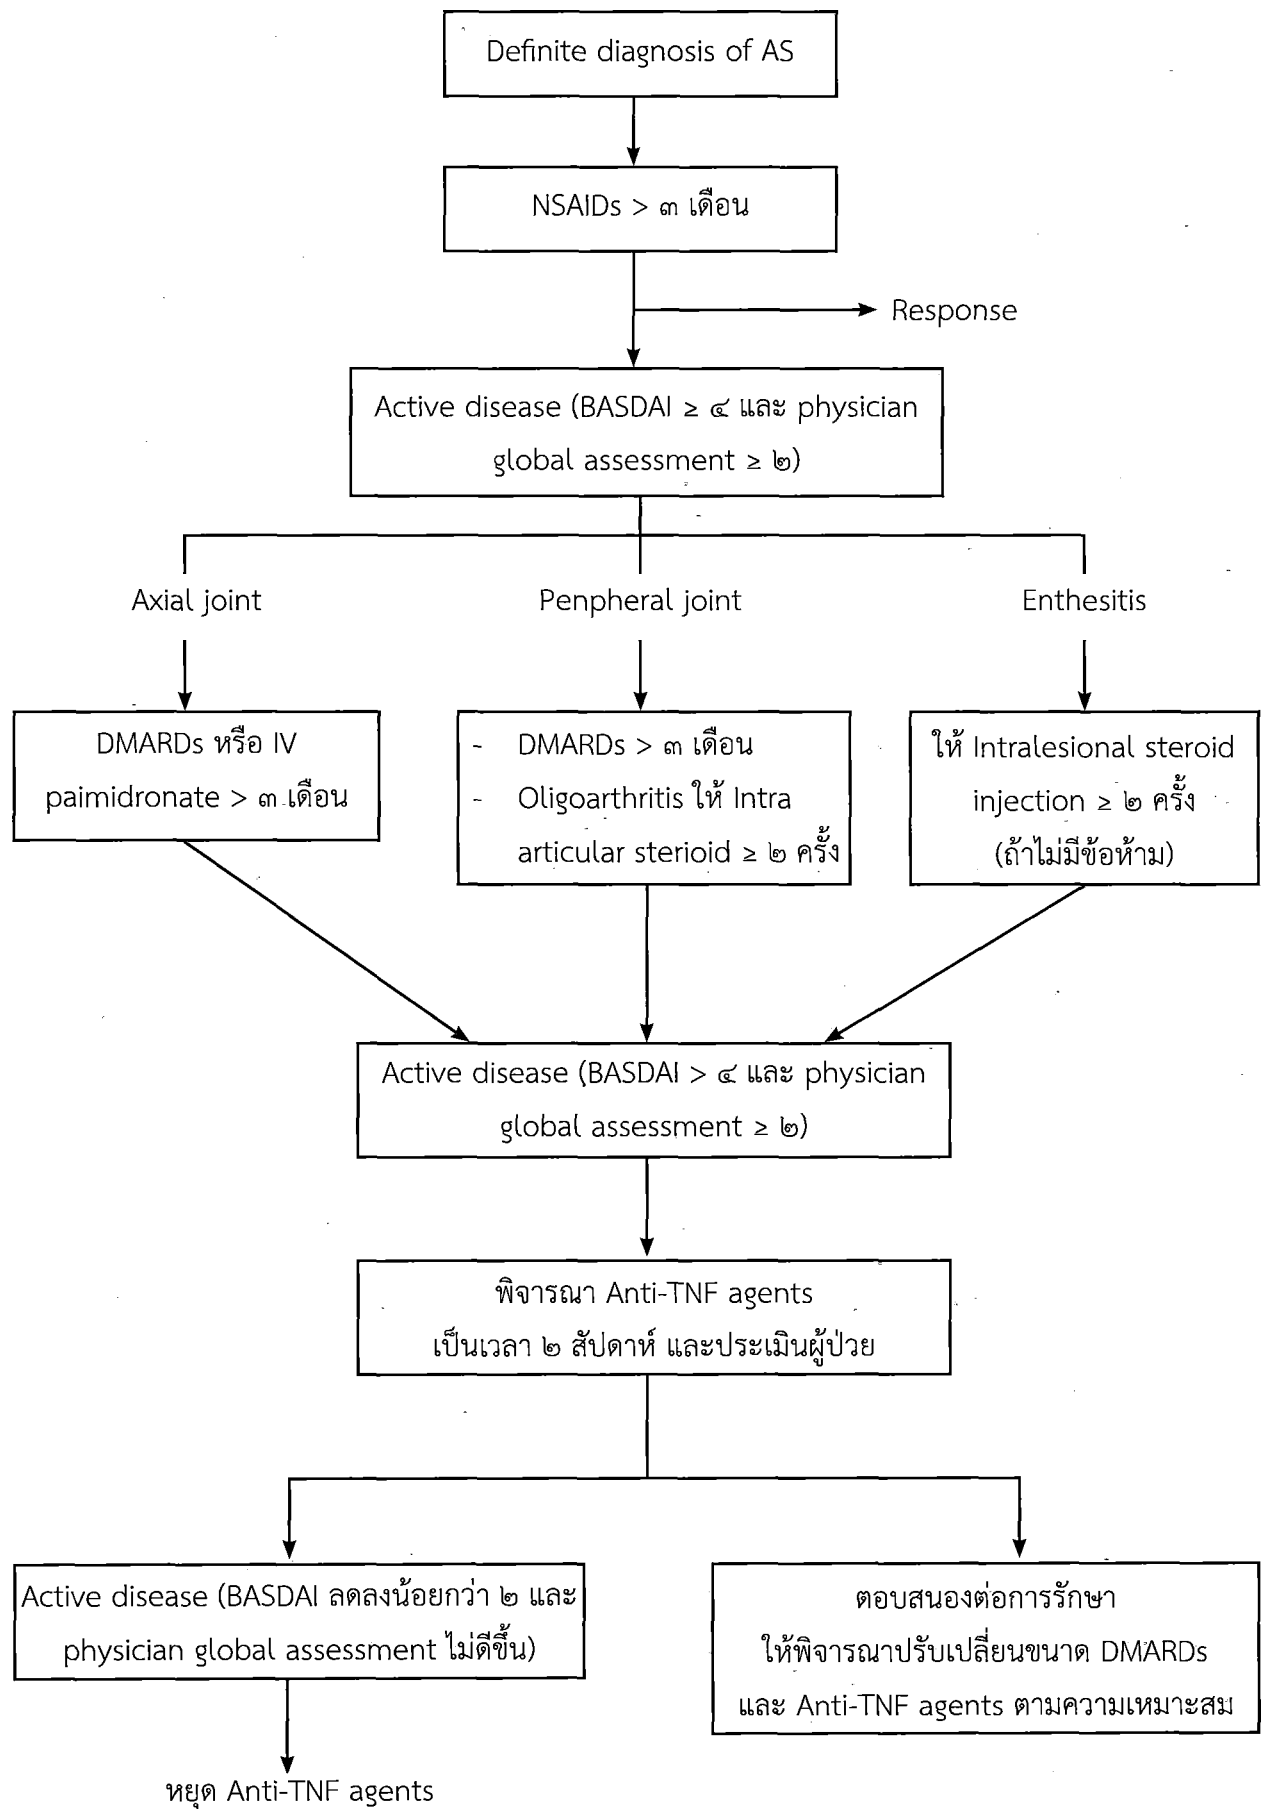 Definite diagnosis of AS
NSAIDs > ๓ เดือน
Response
Active disease (BASDAI ≥ ๔ และ physician
global assessment ≥ ๒)
Axial joint
Penpheral joint
Enthesitis
DMARDs หรือ IV
paimidronate > ๓ เดือน
- DMARDs > ๓ เดือน
- Oligoarthritis ให้ Intra
articular sterioid ≥ ๒ ครั้ง
ให้ Intralesional steroid
injection ≥ ๒ ครั้ง
(ถ้าไม่มีข้อห้าม)
Active disease (BASDAI > ๔ และ physician
global assessment ≥ ๒)
พิจารณา Anti-TNF agents
เป็นเวลา ๒ สัปดาห์ และประเมินผู้ป่วย
Active disease (BASDAI ลดลงน้อยกว่า ๒ และ
physician global assessment ไม่ดีขึ้น)
ตอบสนองต่อการรักษา
ให้พิจารณาปรับเปลี่ยนขนาด DMARDs
และ Anti-TNF agents ตามความเหมาะสม
หยุด Anti-TNF agents